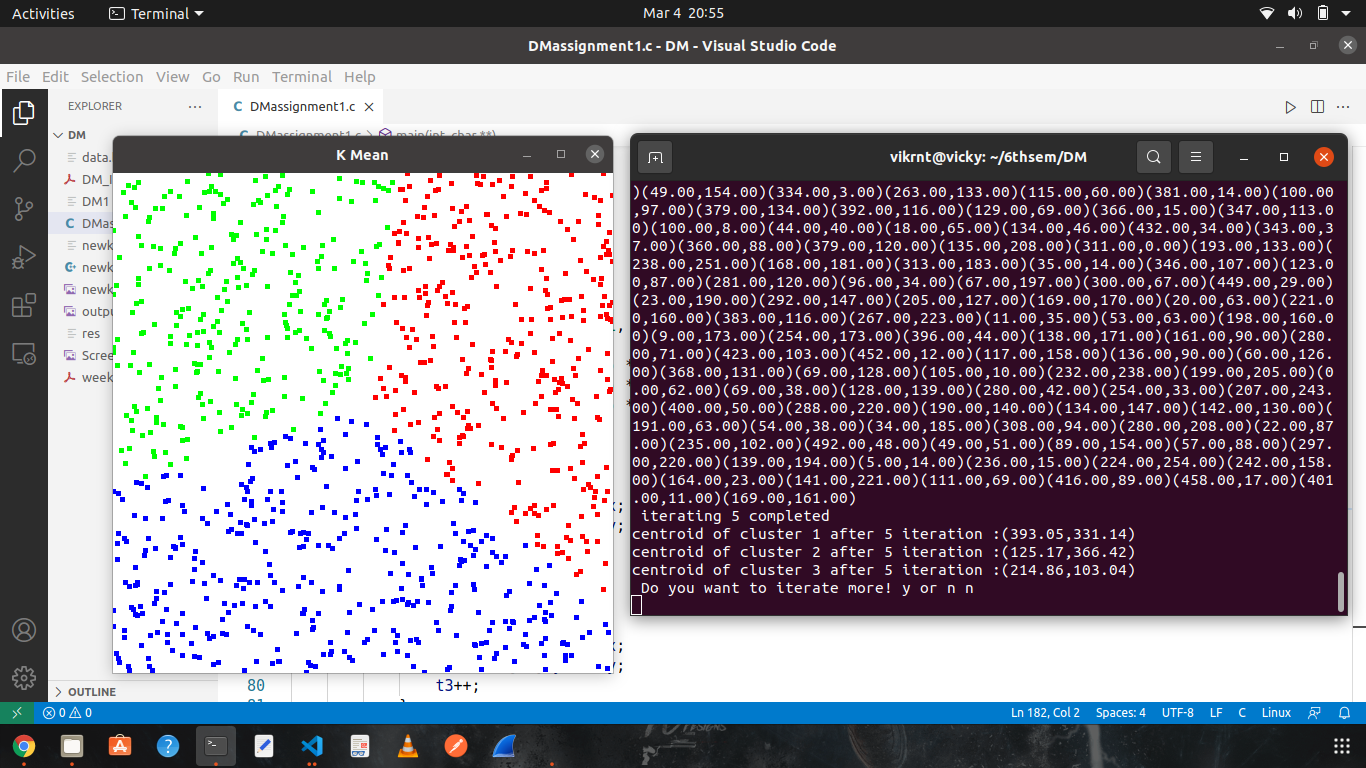 Activities
Terminal
Mar 4 20:55
DMassignment1.c - DM - Visual Studio Code
File Edit Selection View Go Run Terminal Help
EXPLORER
DMassignment1.c
DM
data.
DM_I
DM1
C DMas
newk
newk
newk
outpu
res
Scree
week
OUTLINE
C DMassignment1.c > main(int, char **)
K Mean
vikrnt@vicky: ~/6thsem/DM
)(49.00,154.00)(334.00,3.00)(263.00,133.00)(115.00,60.00)(381.00,14.00)(100.00
,97.00)(379.00,134.00)(392.00,116.00)(129.00,69.00)(366.00,15.00)(347.00,113.0
0)(100.00,8.00)(44.00,40.00)(18.00,65.00)(134.00,46.00)(432.00,34.00)(343.00,3
7.00)(360.00,88.00)(379.00,120.00)(135.00,208.00)(311.00,0.00)(193.00,133.00)(
238.00,251.00)(168.00,181.00)(313.00,183.00)(35.00,14.00)(346.00,107.00)(123.0
0,87.00)(281.00,120.00)(96.00,34.00)(67.00,197.00)(300.00,67.00)(449.00,29.00)
(23.00,190.00)(292.00,147.00)(205.00,127.00)(169.00,170.00)(20.00,63.00)(221.0
0,160.00)(383.00,116.00)(267.00,223.00)(11.00,35.00)(53.00,63.00)(198.00,160.0
0)(9.00,173.00)(254.00,173.00)(396.00,44.00)(138.00,171.00)(161.00,90.00)(280.
00,71.00)(423.00,103.00)(452.00,12.00)(117.00,158.00)(136.00,90.00)(60.00,126.
00)(368.00,131.00)(69.00,128.00)(105.00,10.00)(232.00,238.00)(199.00,205.00)(0
.00,62.00)(69.00,38.00)(128.00,139.00)(280.00,42.00)(254.00,33.00)(207.00,243.
00)(400.00,50.00)(288.00,220.00)(190.00,140.00)(134.00,147.00)(142.00,130.00)(
191.00,63.00)(54.00,38.00)(34.00,185.00)(308.00,94.00)(280.00,208.00)(22.00,87
.00)(235.00,102.00)(492.00,48.00)(49.00,51.00)(89.00,154.00)(57.00,88.00)(297.
00,220.00)(139.00,194.00)(5.00,14.00)(236.00,15.00)(224.00,254.00)(242.00,158.
00)(164.00,23.00)(141.00,221.00)(111.00,69.00)(416.00,89.00)(458.00,17.00)(401
.00,11.00)(169.00,161.00)
iterating 5 completed
centroid of cluster 1 after 5 iteration :(393.05,331.14)
centroid of cluster 2 after 5 iteration :(125.17,366.42)
centroid of cluster 3 after 5 iteration :(214.86,103.04)
Do you want to iterate more! y or n n
80 t3++;
0 0
Ln 182, Col 2 Spaces: 4 UTF-8 LF C Linux